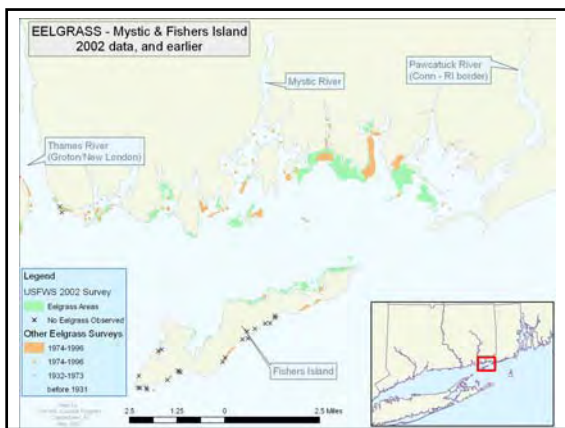 EELGRASS - Mystic & Fishers Island
2002 data, and earlier
Pawcatuck River
(Conn - RI border)
Mystic River
Thames River
(Groton/New London)
Legend
USFWS 2002 Survey
Eelgrass Areas
No Eelgrass Observed
Other Eelgrass Surveys
1974-1996
1974-1996
1932-1973
before 1931
Fishers Island
2.5 1.25 0 2.5 Miles